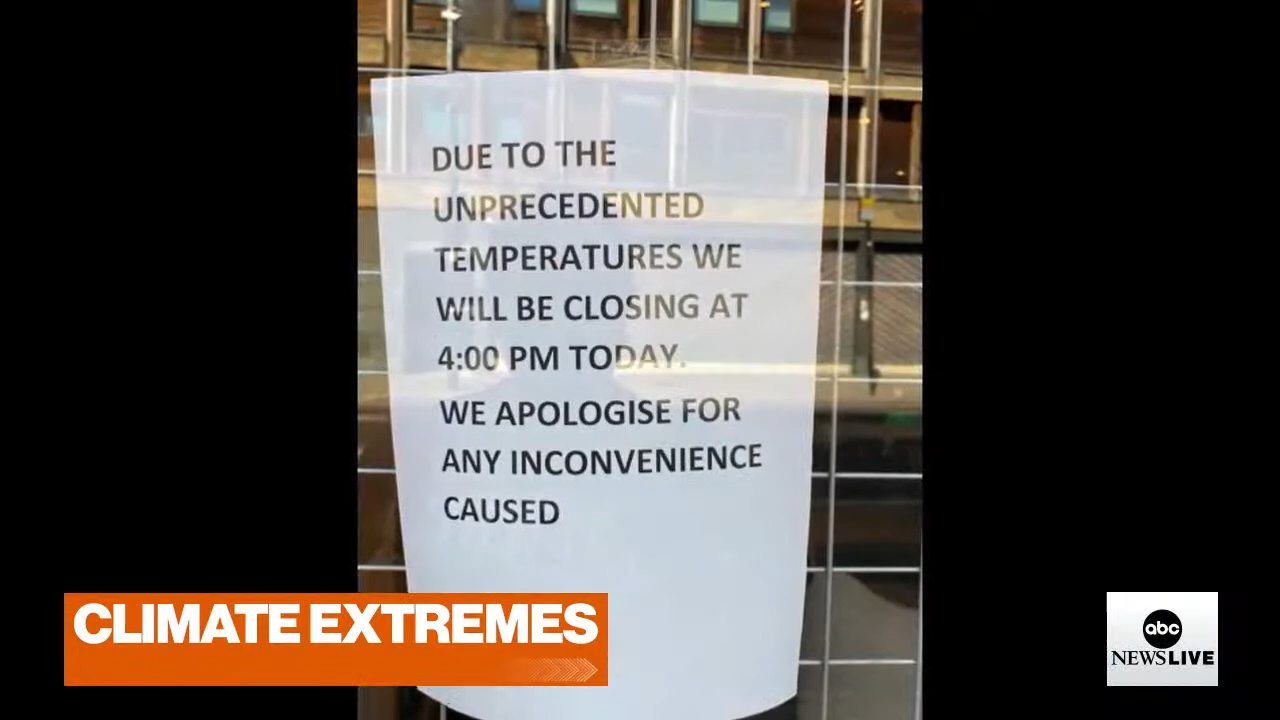 DUE TO THE
UNPRECEDENTED
TEMPERATURES WE
WILL BE CLOSING AT
4:00 PM TODAY.
WE APOLOGISE FOR
ANY INCONVENIENCE
CAUSED
CLIMATE EXTREMES
abc
NEWS LIVE